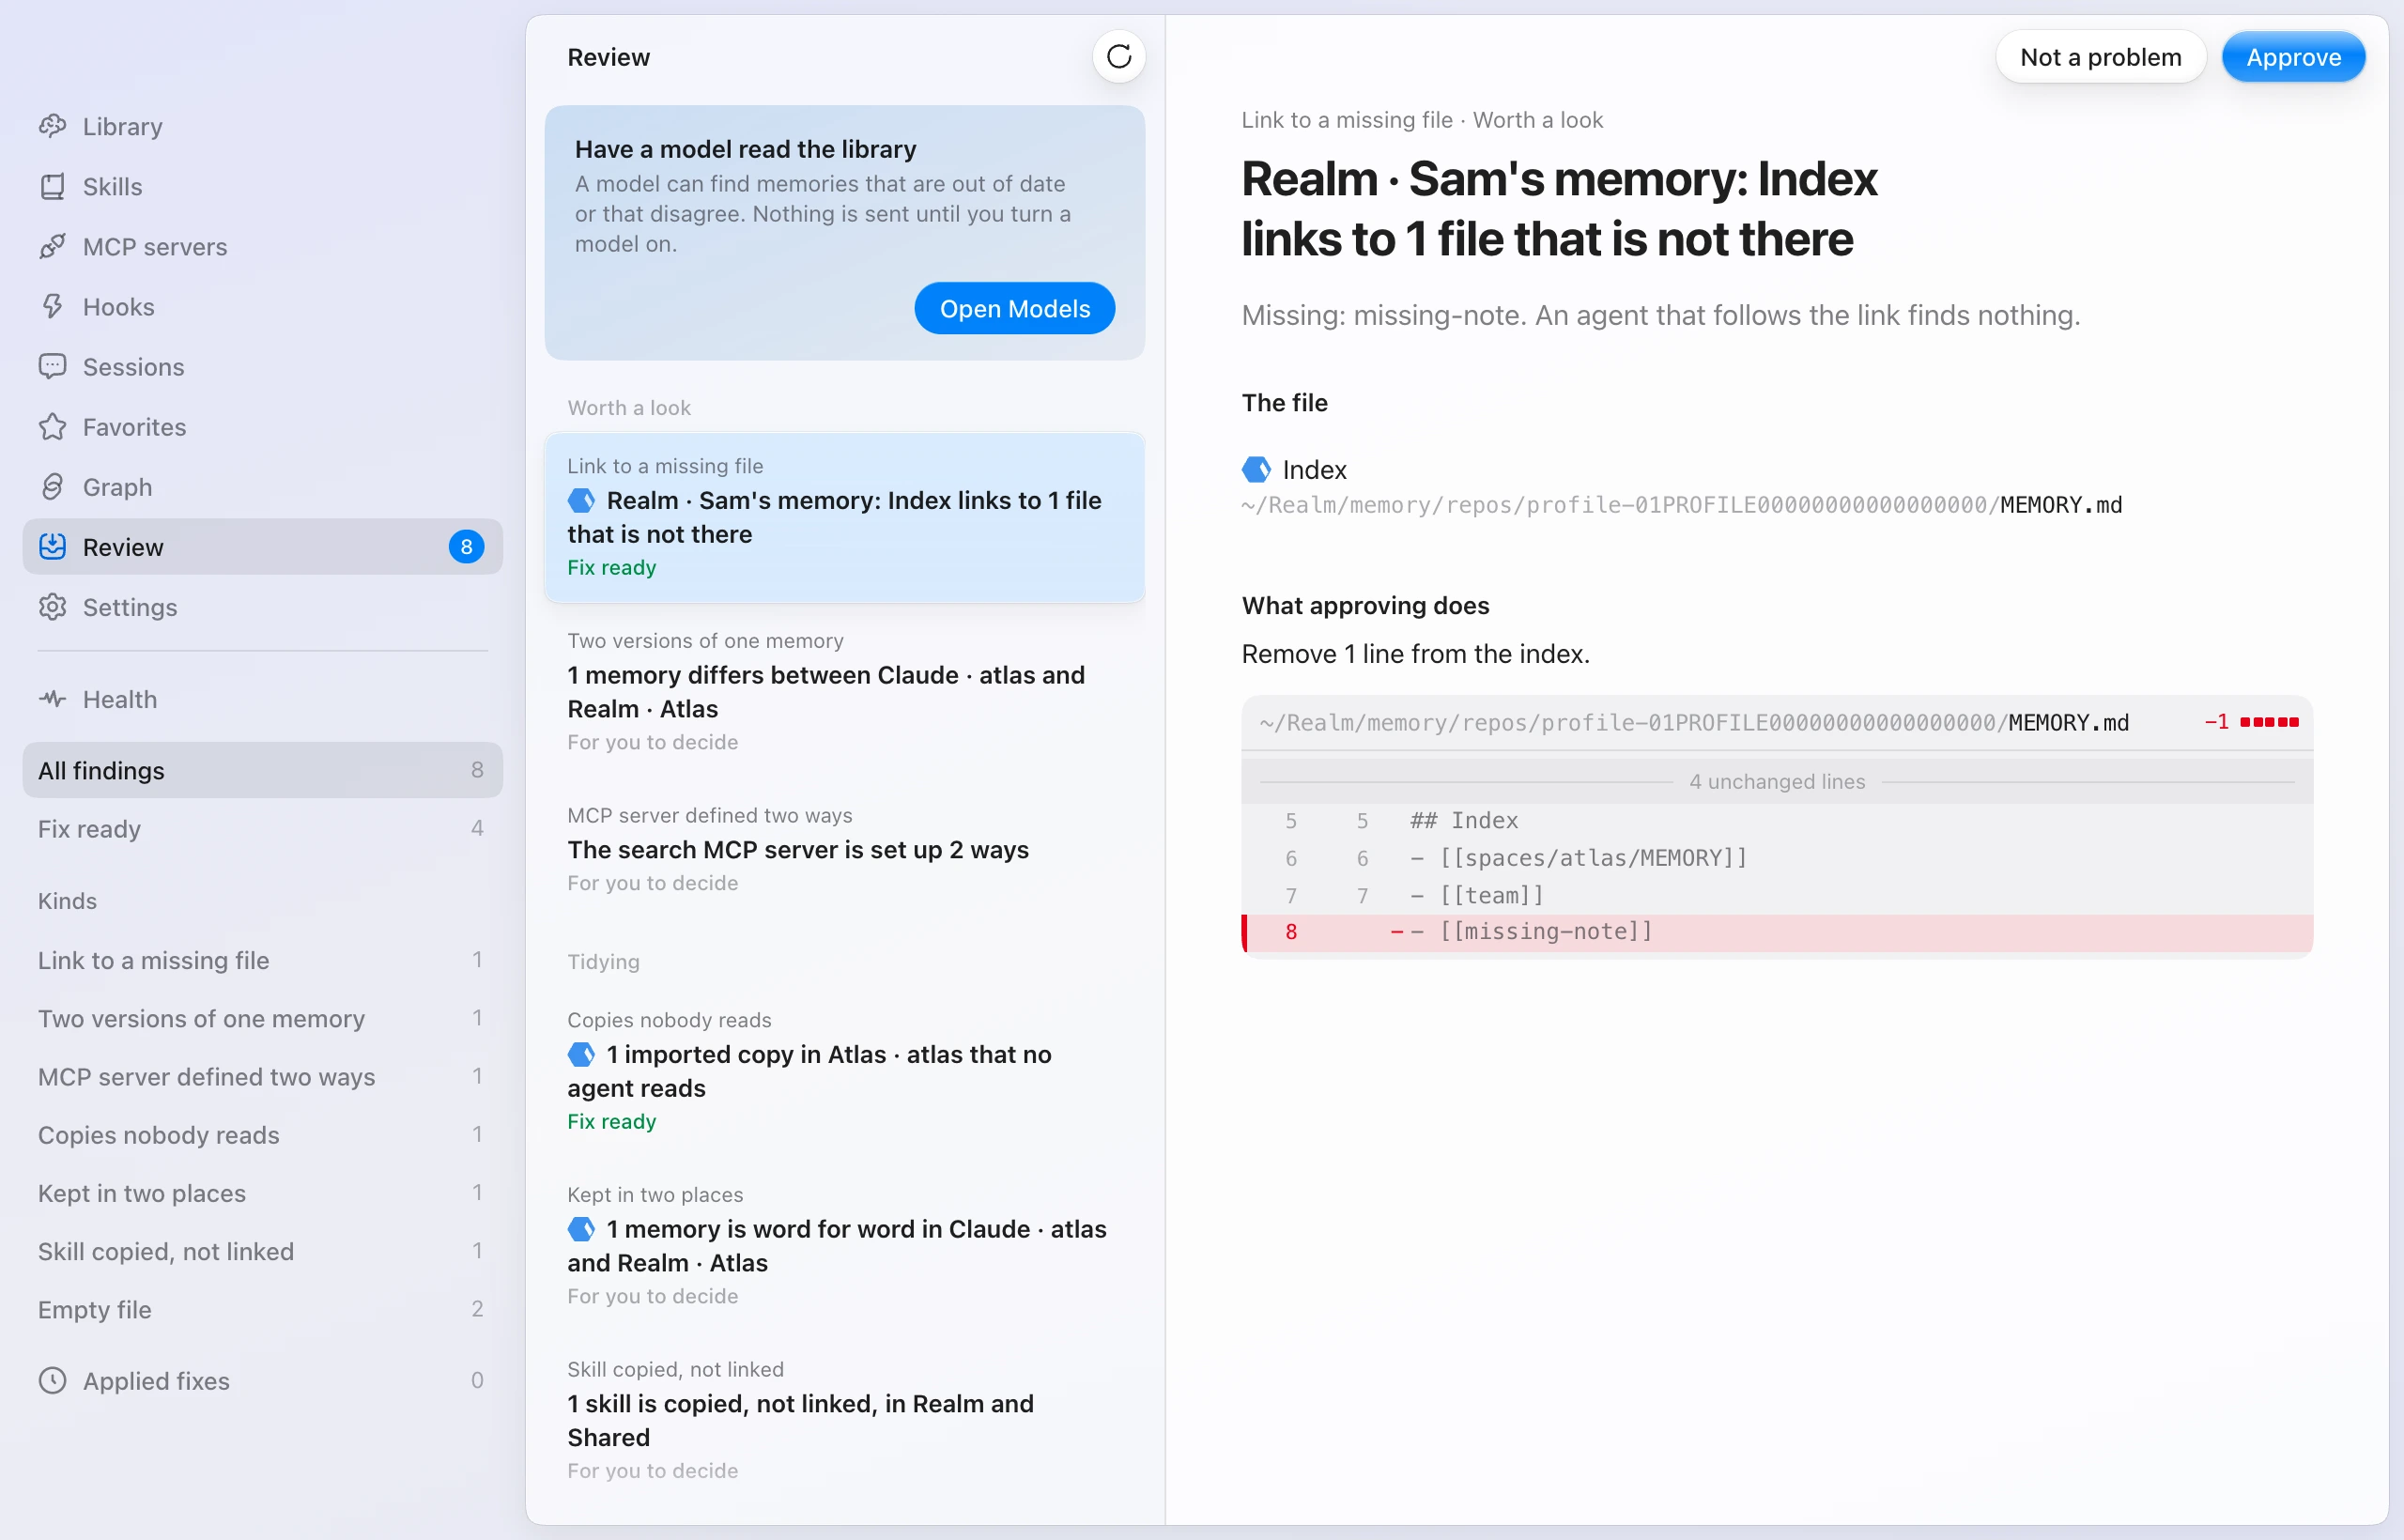 Library
Skills
MCP servers
Hooks
Sessions
Favorites
Graph
Review 8
Settings
Health
All findings 8
Fix ready 4
Kinds
Link to a missing file 1
Two versions of one memory 1
MCP server defined two ways 1
Copies nobody reads 1
Kept in two places 1
Skill copied, not linked 1
Empty file 2
Applied fixes 0
Review
Have a model read the library
A model can find memories that are out of date
or that disagree. Nothing is sent until you turn a
model on.
Open Models
Worth a look
Link to a missing file
Realm · Sam's memory: Index links to 1 file
that is not there
Fix ready
Two versions of one memory
1 memory differs between Claude · atlas and
Realm · Atlas
For you to decide
MCP server defined two ways
The search MCP server is set up 2 ways
For you to decide
Tidying
Copies nobody reads
1 imported copy in Atlas · atlas that no
agent reads
Fix ready
Kept in two places
1 memory is word for word in Claude · atlas
and Realm · Atlas
For you to decide
Skill copied, not linked
1 skill is copied, not linked, in Realm and
Shared
For you to decide
Not a problem
Approve
Link to a missing file · Worth a look
Realm · Sam's memory: Index
links to 1 file that is not there
Missing: missing-note. An agent that follows the link finds nothing.
The file
Index
~/Realm/memory/repos/profile-01PROFILE00000000000000000/MEMORY.md
What approving does
Remove 1 line from the index.
~/Realm/memory/repos/profile-01PROFILE00000000000000000/MEMORY.md −1
4 unchanged lines
5 5 ## Index
6 6 - [[spaces/atlas/MEMORY]]
7 7 - [[team]]
8 − - [[missing-note]]